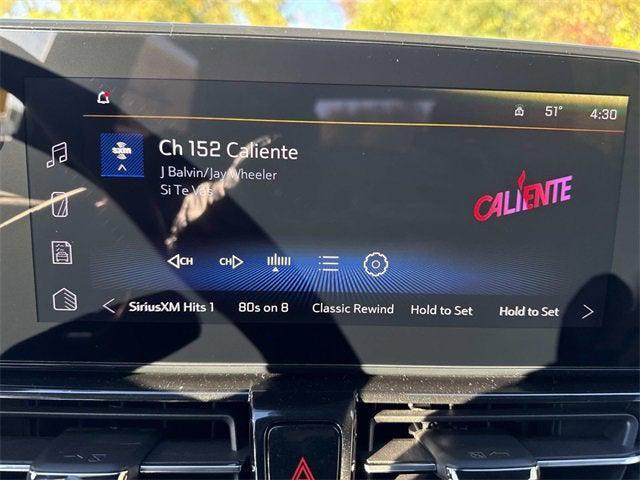 51° 4:30
sxm
Ch 152 Caliente
J Balvin/Jay Wheeler
Si Te Vas
CALIENTE
CH CH
SiriusXM Hits 1 80s on 8 Classic Rewind Hold to Set Hold to Set